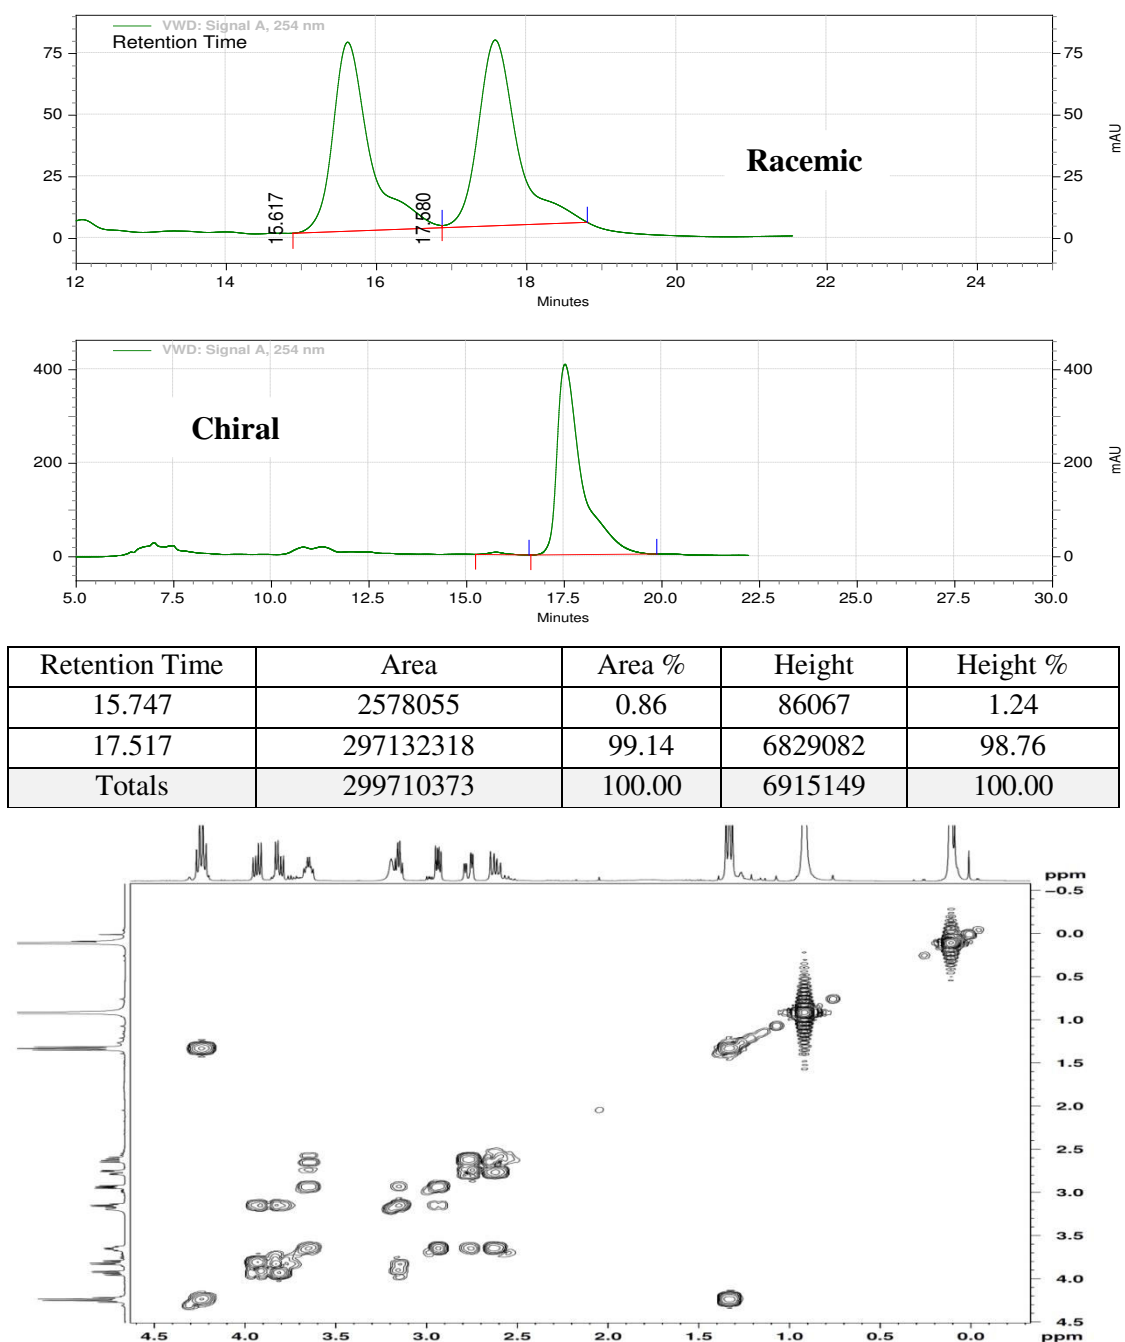 VWD: Signal A, 254 nm
Retention Time
75
50
25
0
75
50
25
0
mAU
15.617
17.580
Racemic
12 14 16 18 20 22 24
Minutes
VWD: Signal A, 254 nm
400
200
0
400
200
0
mAU
Chiral
5.0 7.5 10.0 12.5 15.0 17.5 20.0 22.5 25.0 27.5 30.0
Minutes
Retention Time Area Area % Height Height %
15.747 2578055 0.86 86067 1.24
17.517 297132318 99.14 6829082 98.76
Totals 299710373 100.00 6915149 100.00
ppm
-0.5
0.0
0.5
1.0
1.5
2.0
2.5
3.0
3.5
4.0
4.5
4.5 4.0 3.5 3.0 2.5 2.0 1.5 1.0 0.5 0.0 ppm